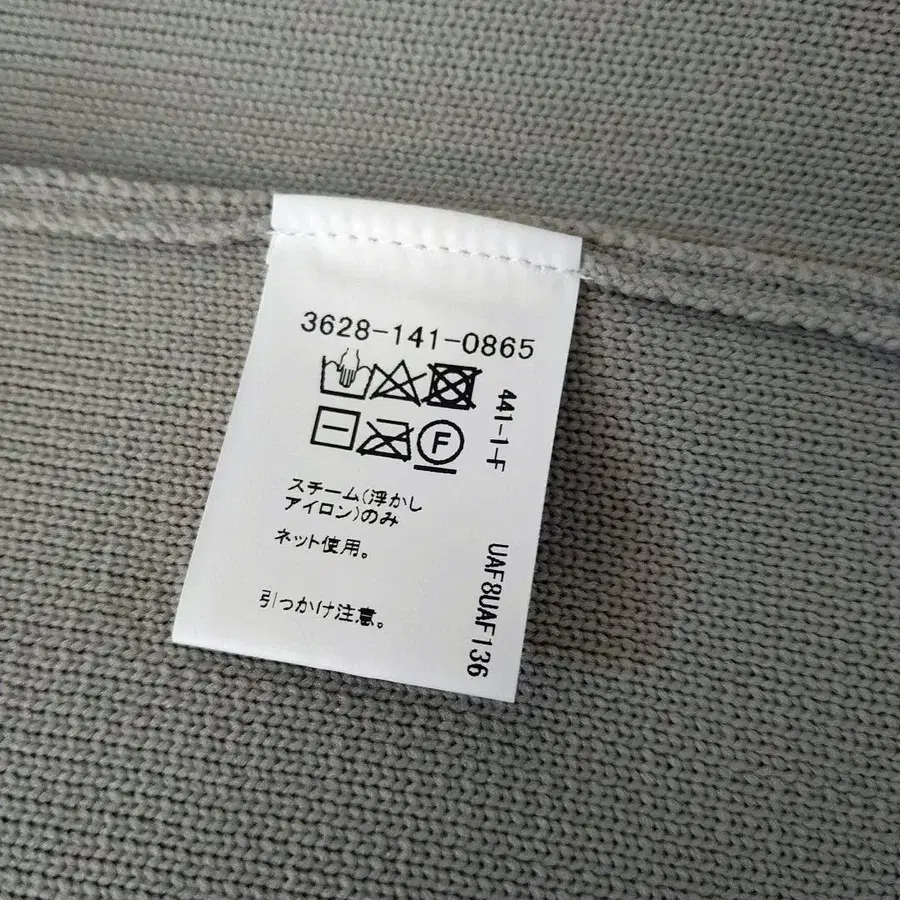 3628-141-0865
441-1-F
F
スチーム(浮かし
アイロン)のみ
ネット使用。
引っかけ注意。
UAF8UAF136